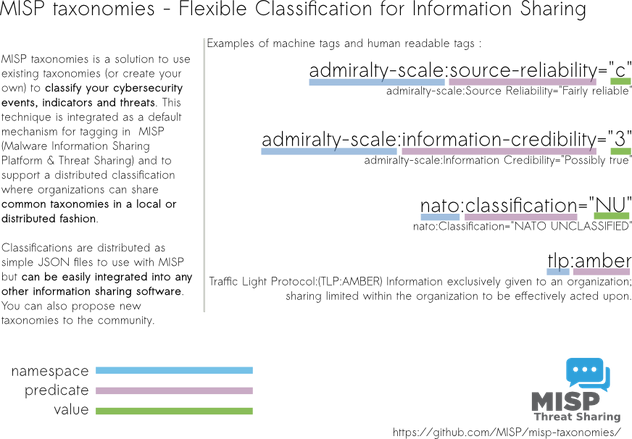 MISP taxonomies - Flexible Classification for Information Sharing
MISP taxonomies is a solution to use
existing taxonomies (or create your
own) to classify your cybersecurity
events, indicators and threats. This
technique is integrated as a default
mechanism for tagging in MISP
(Malware Information Sharing
Platform & Threat Sharing) and to
support a distributed classification
where organizations can share
common taxonomies in a local or
distributed fashion.
Classifications are distributed as
simple JSON files to use with MISP
but can be easily integrated into any
other information sharing software.
You can also propose new
taxonomies to the community.
Examples of machine tags and human readable tags :
admiralty-scale:source-reliability="c"
admiralty-scale:Source Reliability="Fairly reliable"
admiralty-scale:information-credibility="3"
admiralty-scale:Information Credibility="Possibly true"
nato:classification="NU"
nato:Classification="NATO UNCLASSIFIED"
tlp:amber
Traffic Light Protocol:(TLP:AMBER) Information exclusively given to an organization;
sharing limited within the organization to be effectively acted upon.
namespace
predicate
value
MISP
Threat Sharing
https://github.com/MISP/misp-taxonomies/